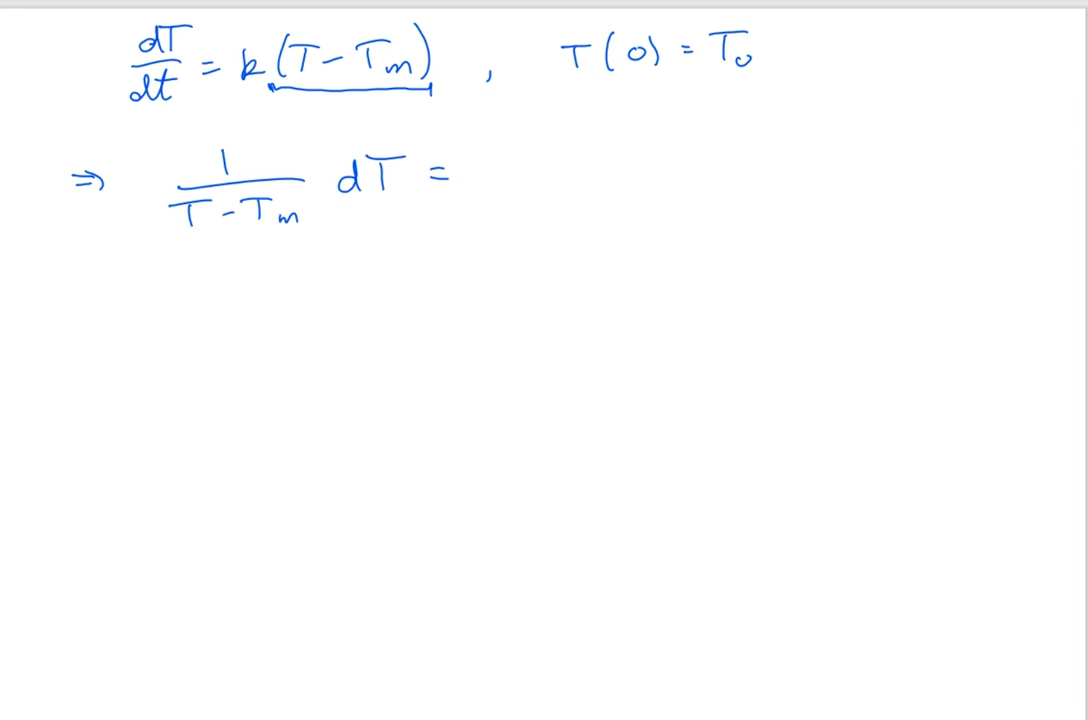 dT/dt = k(T - Tm) , T(0) = T₀
⇒ 1/(T - Tm) dT =